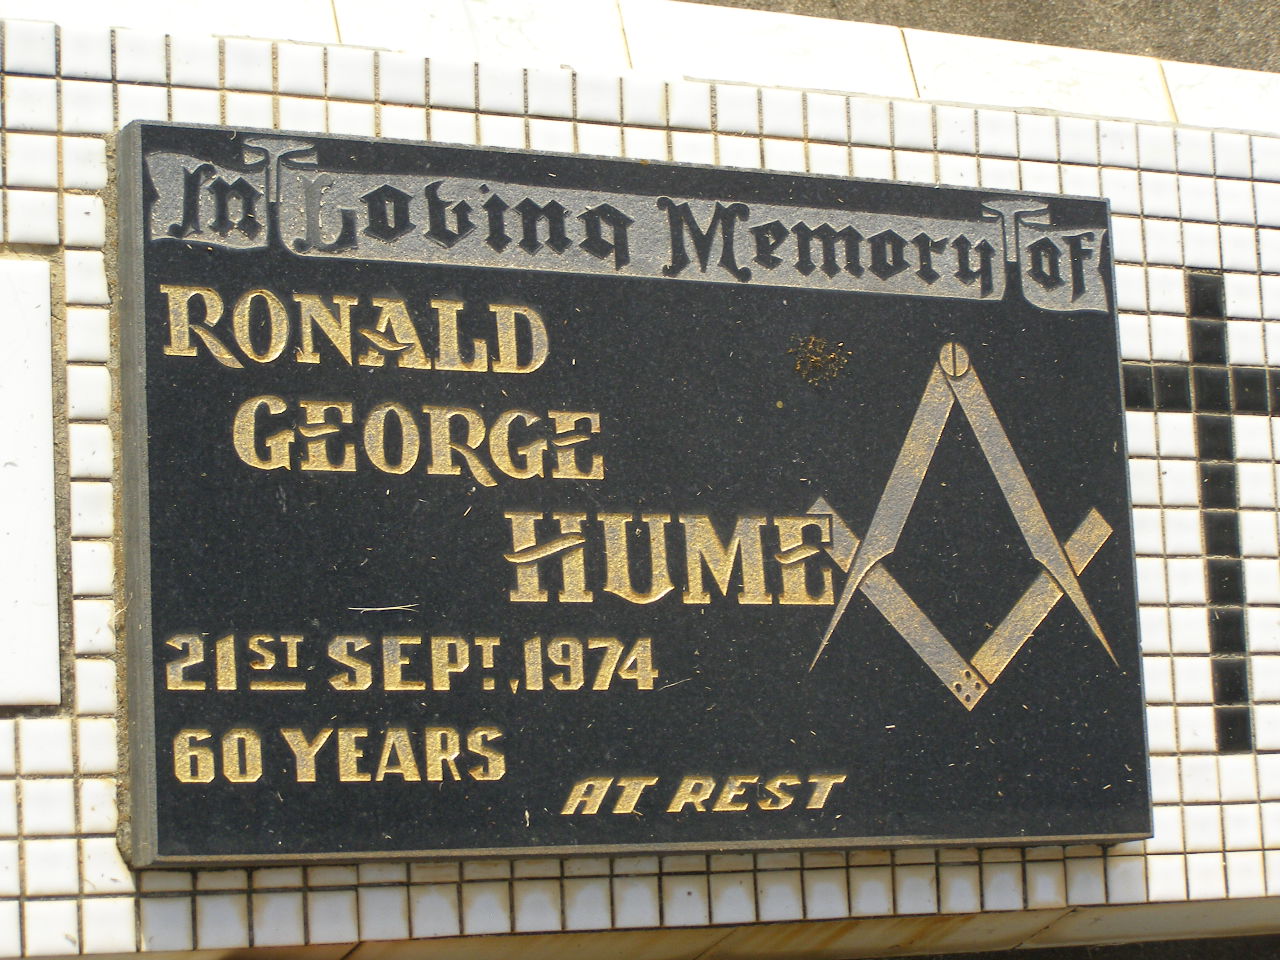 In Loving Memory of
RONALD
GEORGE
HUME
21ST SEPT. 1974
60 YEARS
AT REST